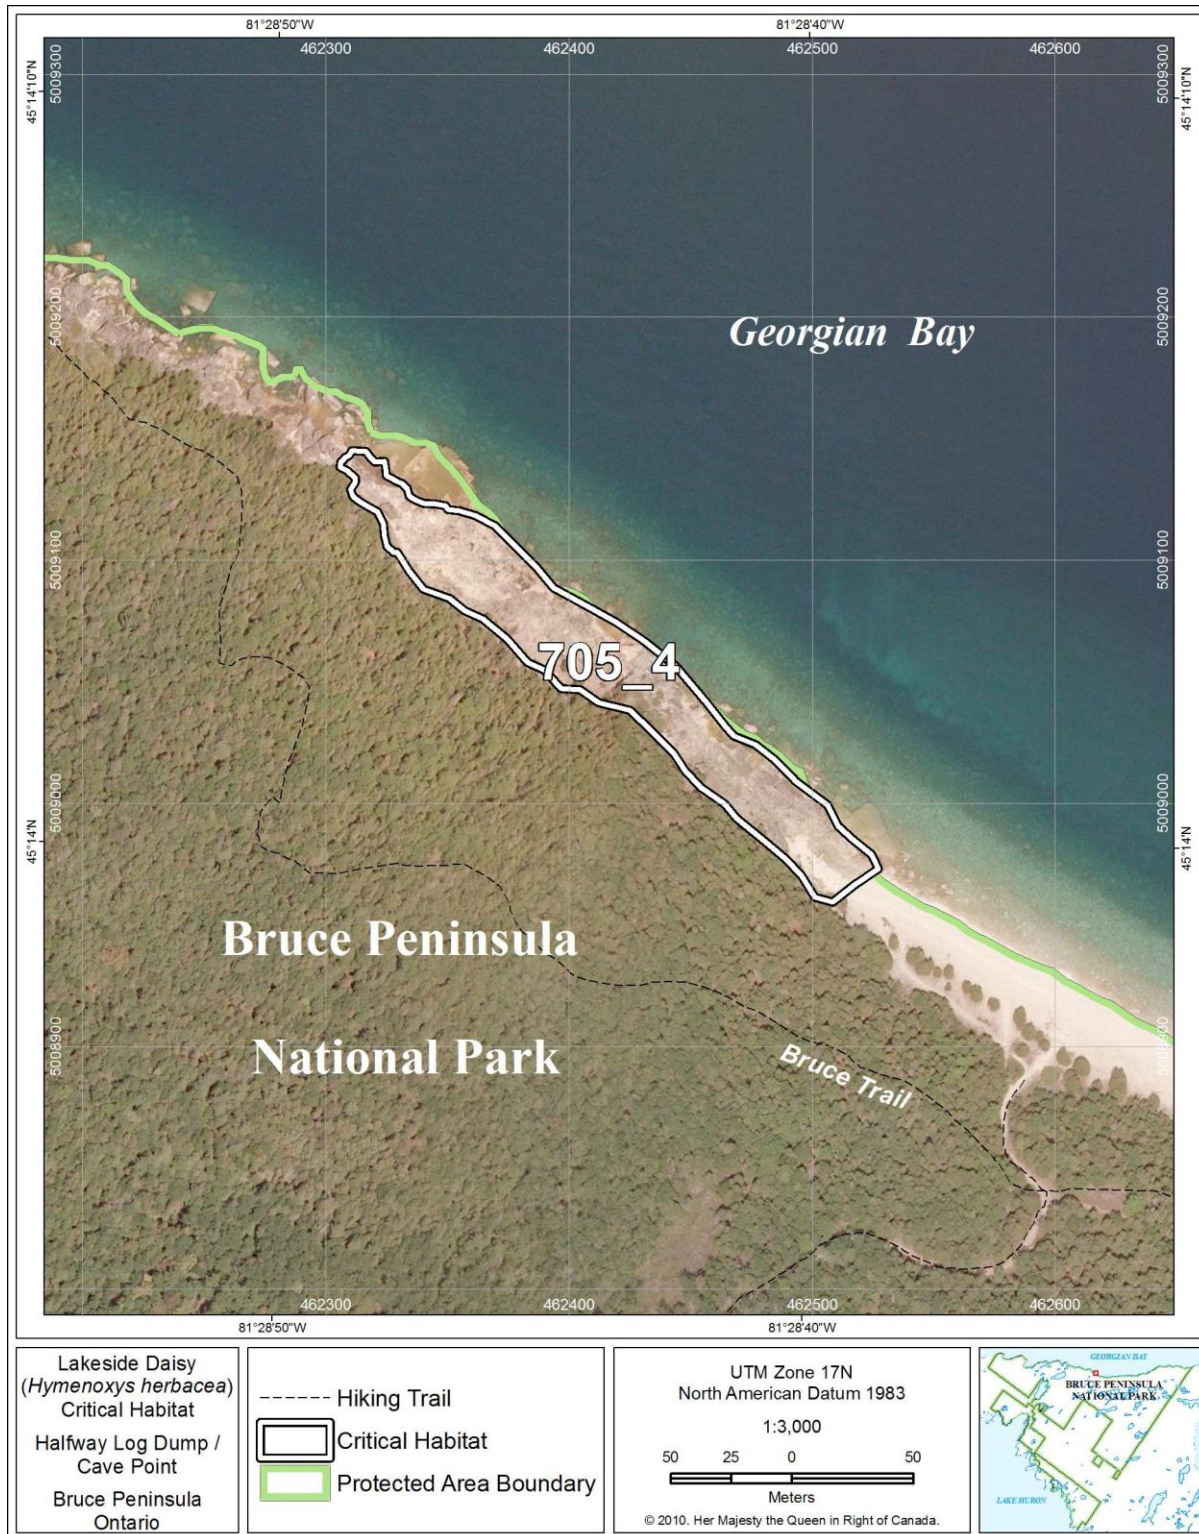 81°28'50"W
81°28'40"W
462300
462400
462500
462600
45°14'10"N
5009300
5009300
45°14'10"N
5009200
5009200
Georgian Bay
5009100
5009100
705_4
5009000
5009000
45°14'N
45°14'N
Bruce Peninsula
National Park
5008900
5008900
Bruce Trail
462300
462400
462500
462600
81°28'50"W
81°28'40"W
Lakeside Daisy
(Hymenoxys herbacea)
Critical Habitat
Halfway Log Dump /
Cave Point
Bruce Peninsula
Ontario
Hiking Trail
Critical Habitat
Protected Area Boundary
UTM Zone 17N
North American Datum 1983
1:3,000
50 25 0 50
Meters
© 2010. Her Majesty the Queen in Right of Canada.
GEORGIAN BAY
BRUCE PENINSULA
NATIONAL PARK
LAKE HURON